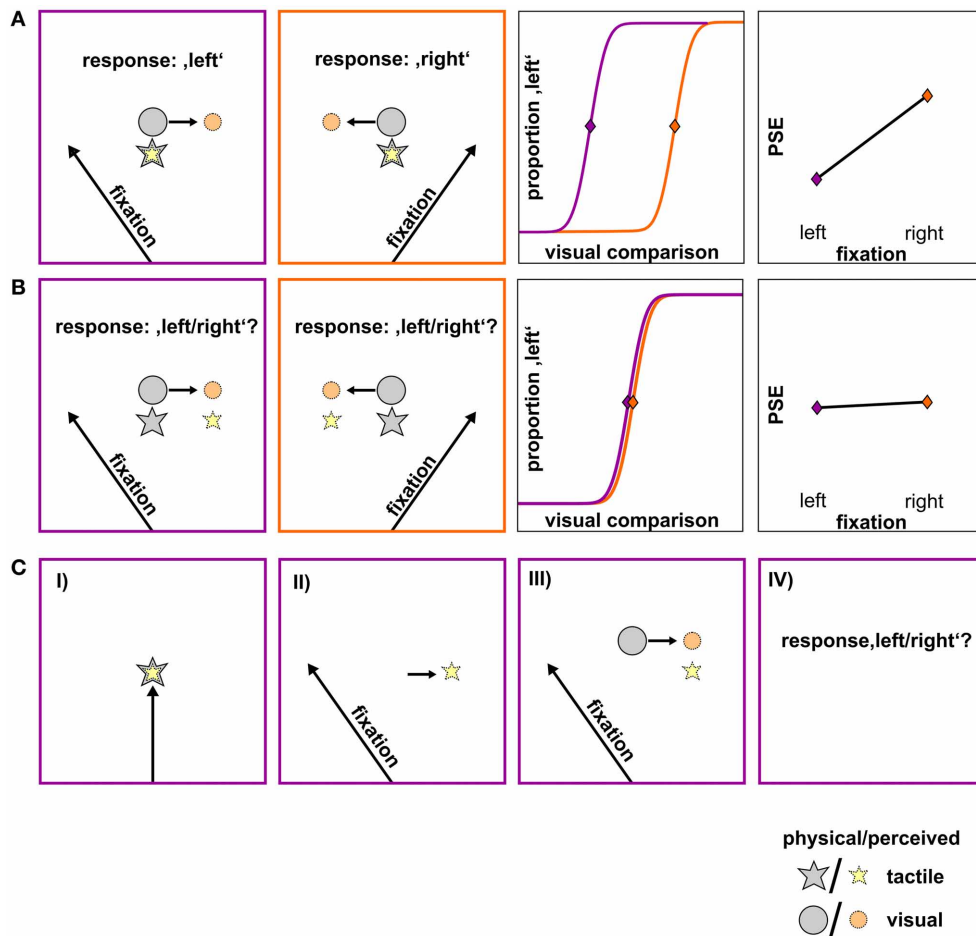 A
response: ‚left‘
fixation
response: ‚right‘
fixation
proportion ‚left‘
visual comparison
PSE
left right
fixation
B
response: ‚left/right‘?
fixation
response: ‚left/right‘?
fixation
proportion ‚left‘
visual comparison
PSE
left right
fixation
C
I)
II)
fixation
III)
fixation
IV)
response‚left/right‘?
physical/perceived
/ tactile
/ visual